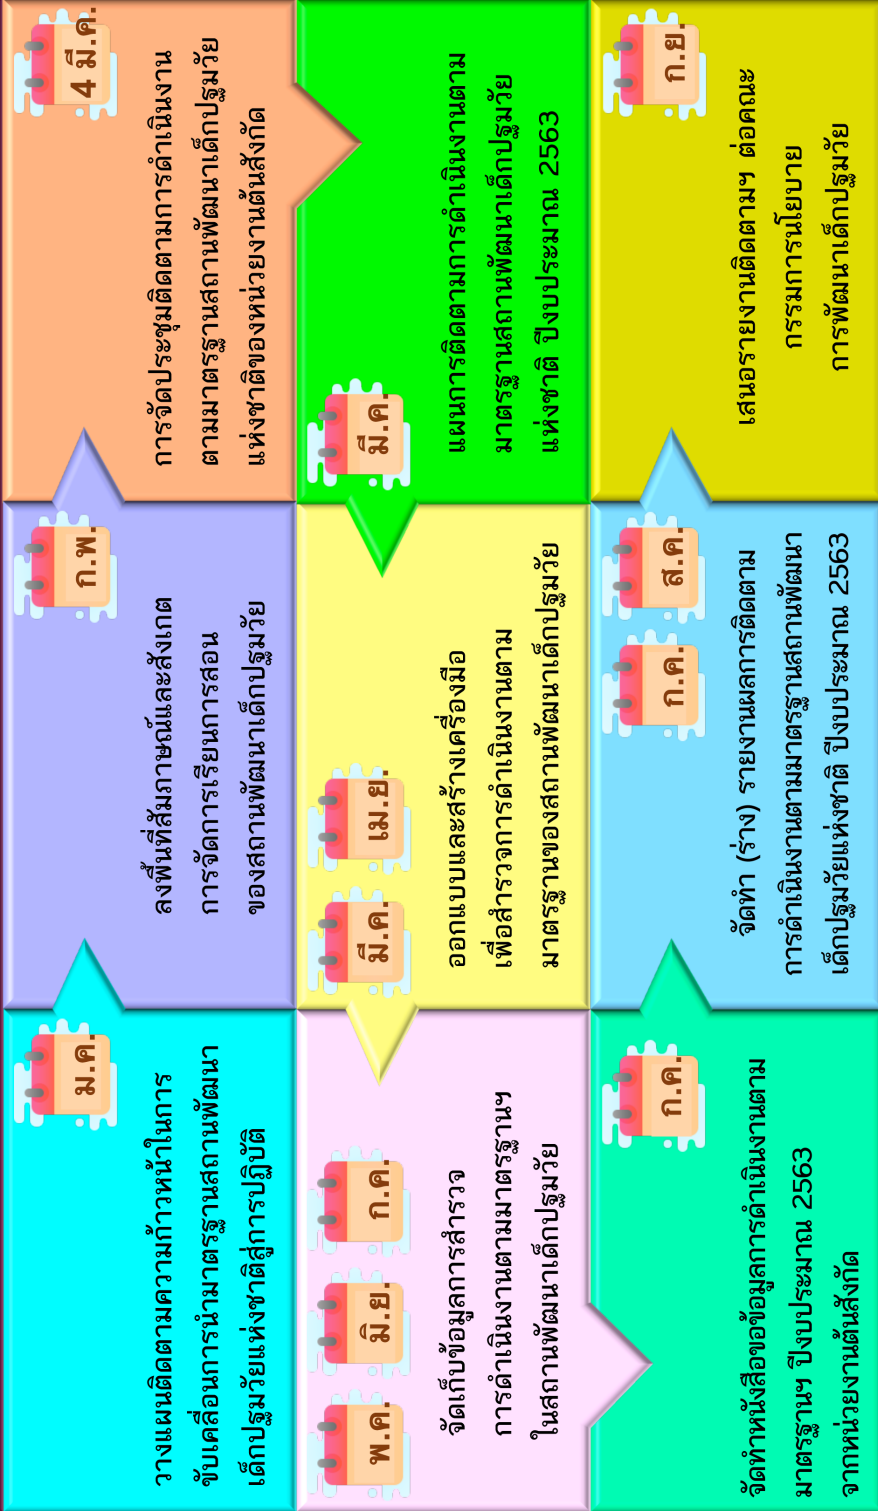 ม.ค.
วางแผนติดตามความก้าวหน้าในการ
ขับเคลื่อนการนำมาตรฐานสถานพัฒนา
เด็กปฐมวัยแห่งชาติสู่การปฏิบัติ
ก.พ.
ลงพื้นที่สัมภาษณ์และสังเกต
การจัดการเรียนการสอน
ของสถานพัฒนาเด็กปฐมวัย
4 มี.ค.
การจัดประชุมติดตามการดำเนินงาน
ตามมาตรฐานสถานพัฒนาเด็กปฐมวัย
แห่งชาติของหน่วยงานต้นสังกัด
มี.ค.
แผนการติดตามการดำเนินงานตาม
มาตรฐานสถานพัฒนาเด็กปฐมวัย
แห่งชาติ ปีงบประมาณ 2563
มี.ค. เม.ย.
ออกแบบและสร้างเครื่องมือ
เพื่อสำรวจการดำเนินงานตาม
มาตรฐานของสถานพัฒนาเด็กปฐมวัย
พ.ค. มิ.ย. ก.ค.
จัดเก็บข้อมูลการสำรวจ
การดำเนินงานตามมาตรฐานฯ
ในสถานพัฒนาเด็กปฐมวัย
ก.ค.
จัดทำหนังสือขอข้อมูลการดำเนินงานตาม
มาตรฐานฯ ปีงบประมาณ 2563
จากหน่วยงานต้นสังกัด
ก.ค. ส.ค.
จัดทำ (ร่าง) รายงานผลการติดตาม
การดำเนินงานตามมาตรฐานสถานพัฒนา
เด็กปฐมวัยแห่งชาติ ปีงบประมาณ 2563
ก.ย.
เสนอรายงานติดตามฯ ต่อคณะ
กรรมการนโยบาย
การพัฒนาเด็กปฐมวัย